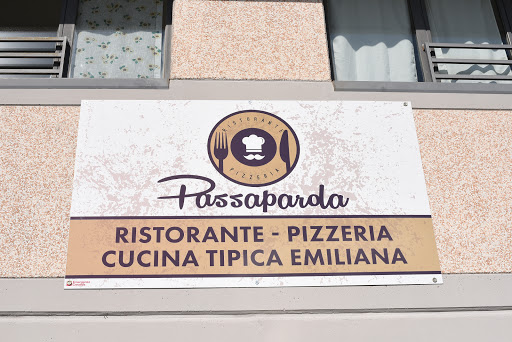 RISTORANTE
PIZZERIA
Passaparola
RISTORANTE - PIZZERIA
CUCINA TIPICA EMILIANA